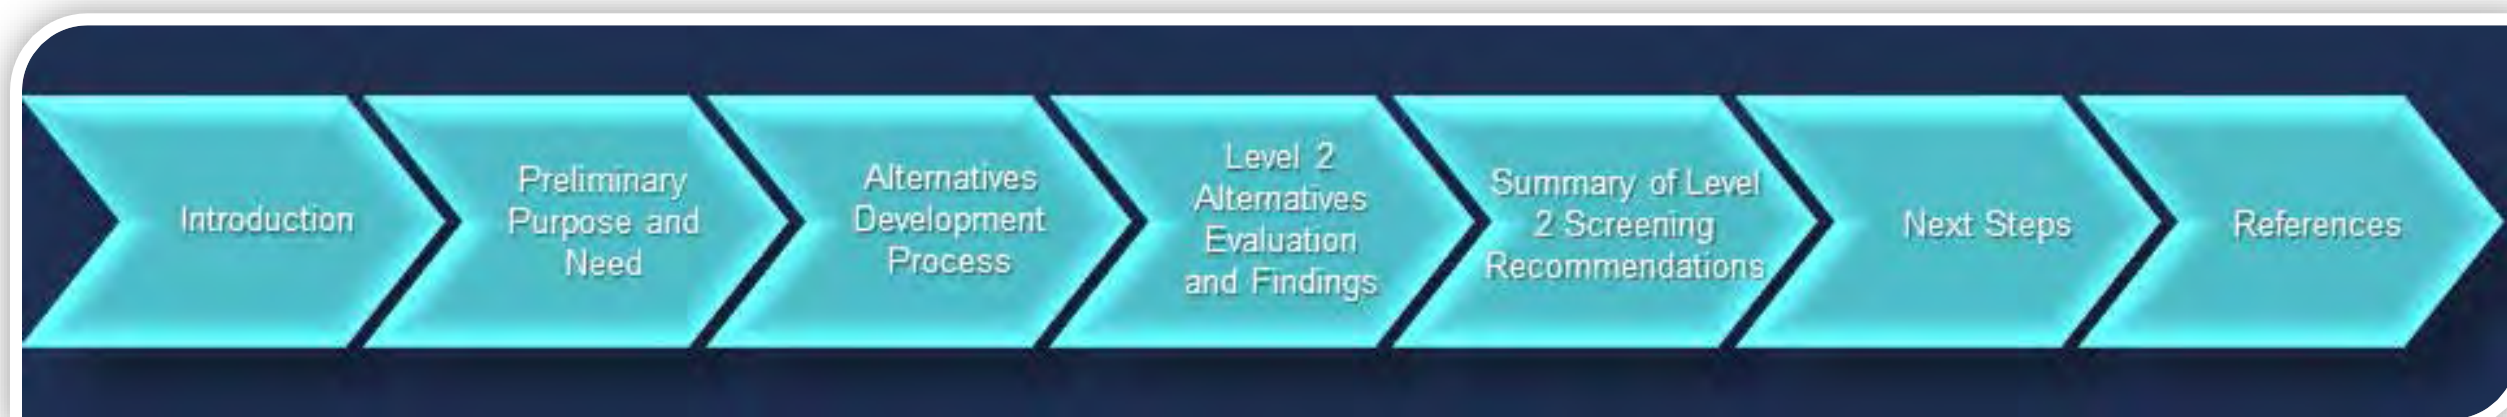 Introduction
Preliminary
Purpose and
Need
Alternatives
Development
Process
Level 2
Alternatives
Evaluation
and Findings
Summary of Level
2 Screening
Recommendations
Next Steps
References